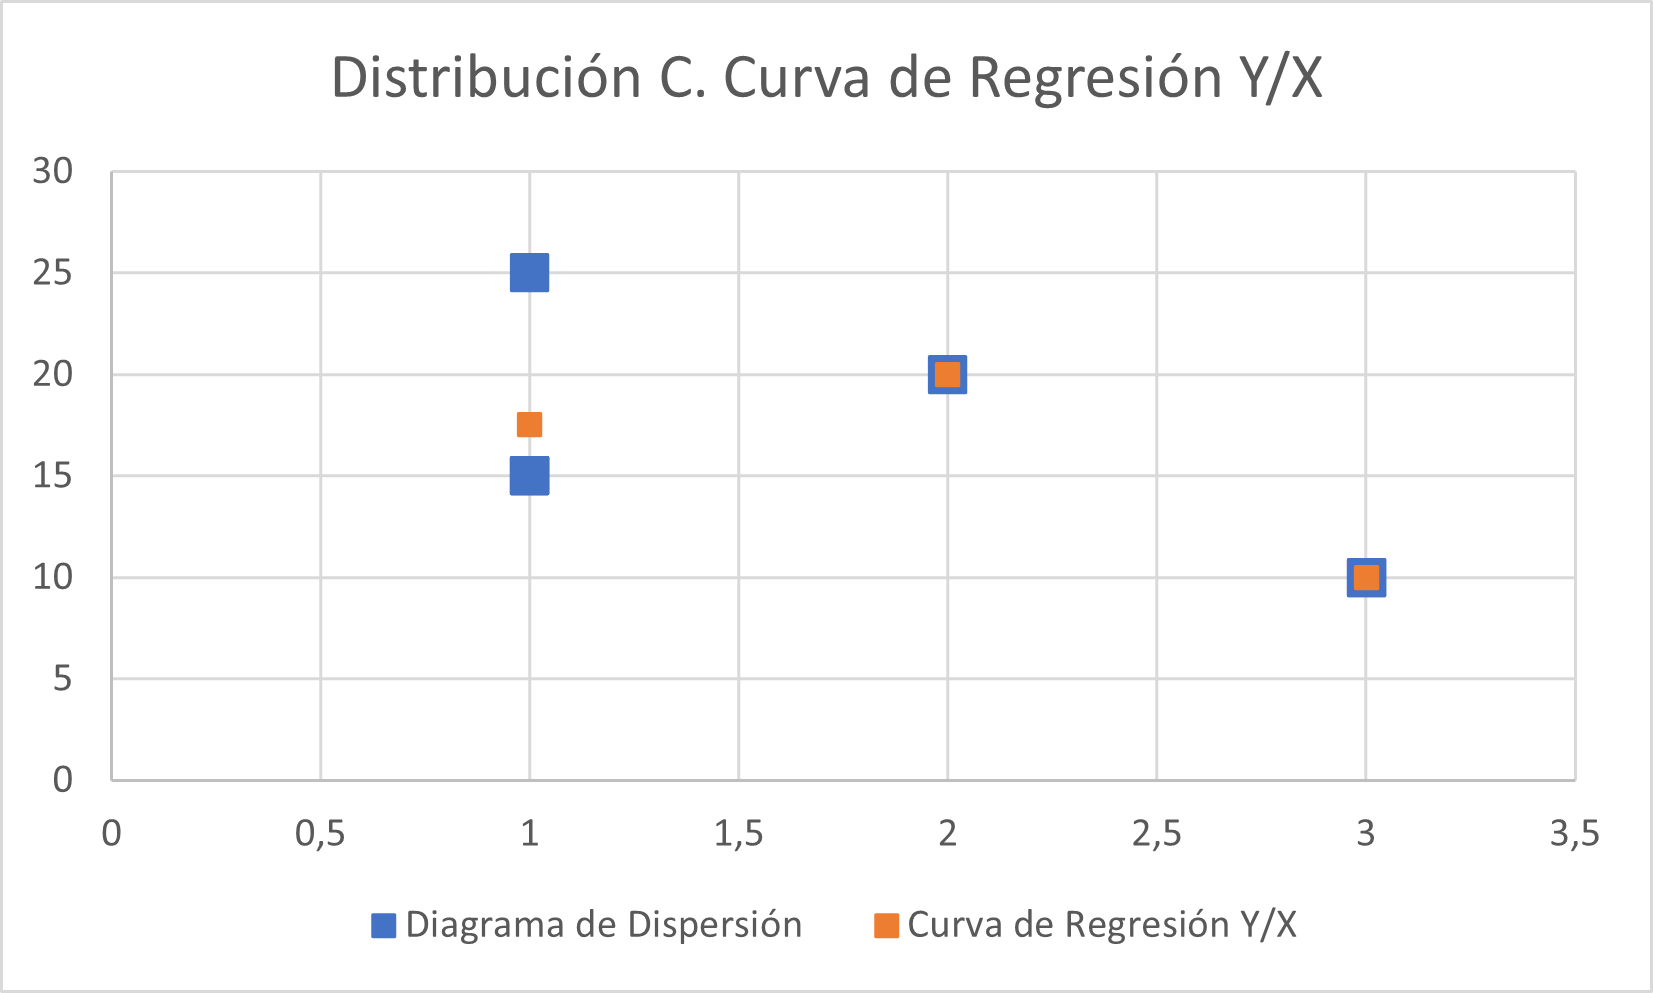 Distribución C. Curva de Regresión Y/X
30
25
20
15
10
5
0
0 0,5 1 1,5 2 2,5 3 3,5
Diagrama de Dispersión Curva de Regresión Y/X